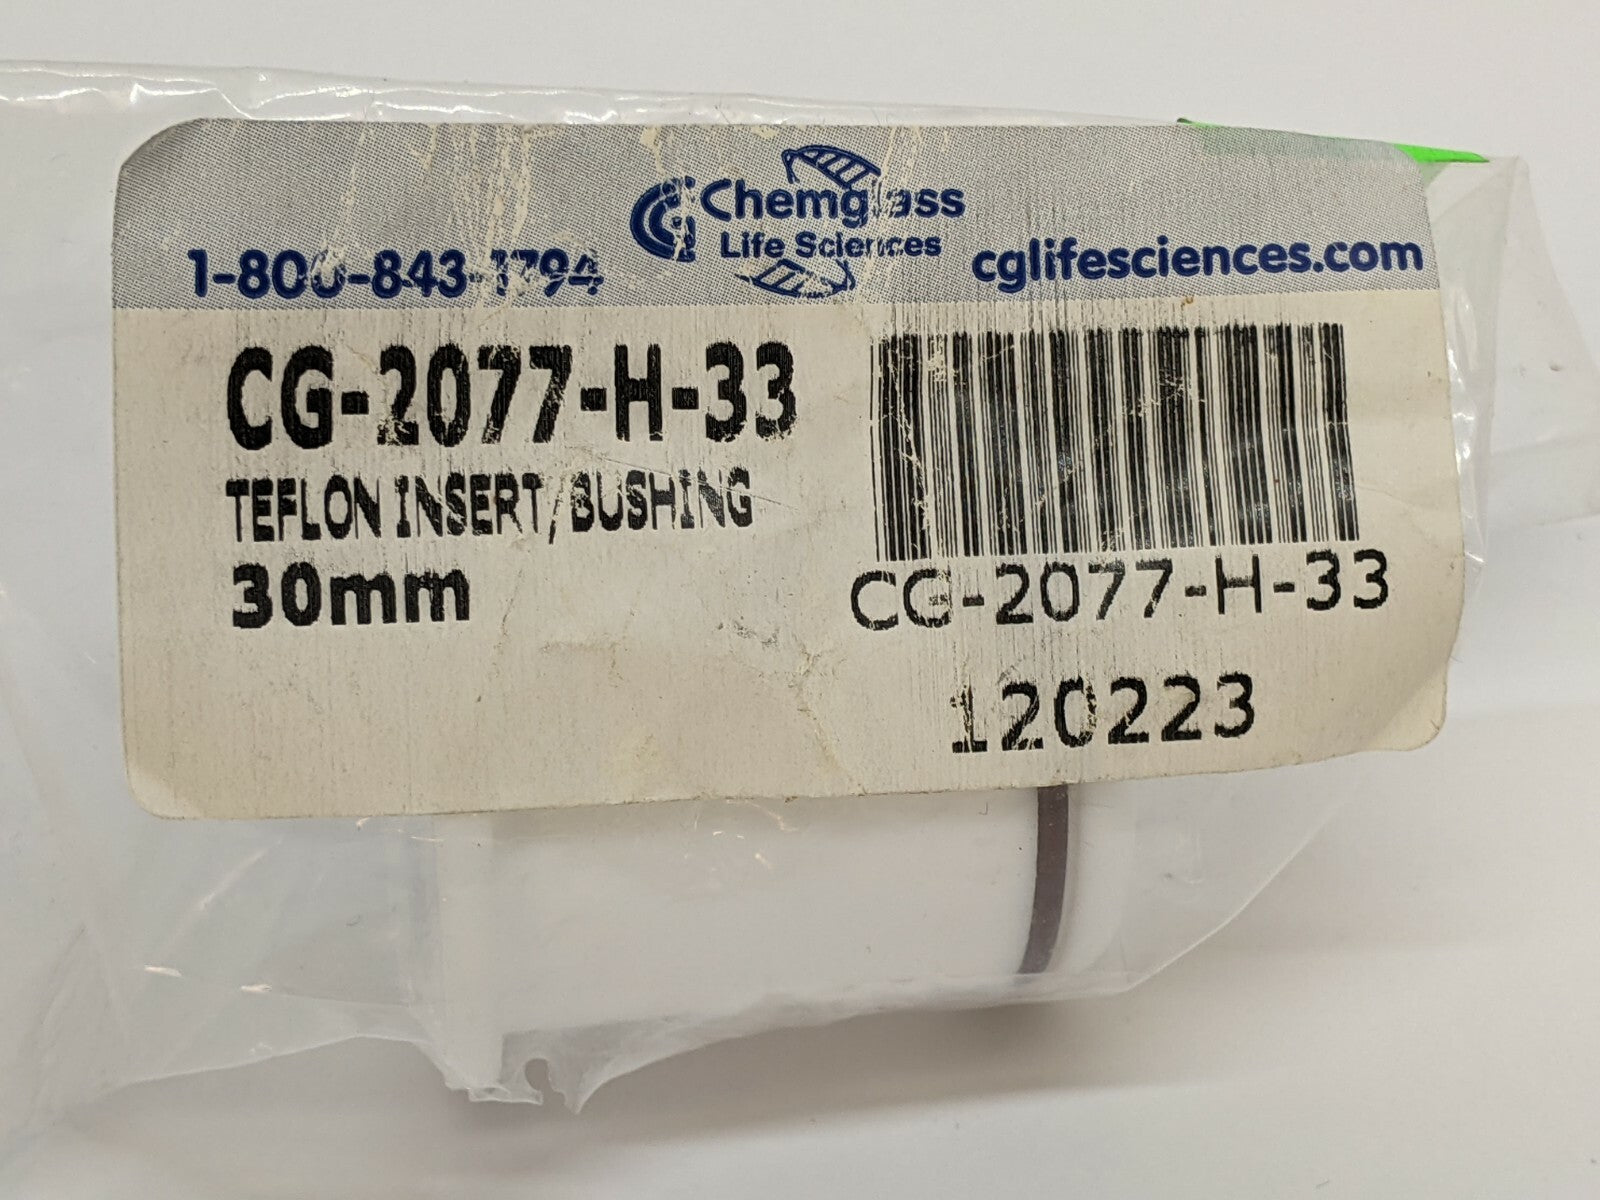 Chemglass
Life Sciences
1-800-843-1794
cglifesciences.com
CG-2077-H-33
TEFLON INSERT/BUSHING
30mm
CG-2077-H-33
120223